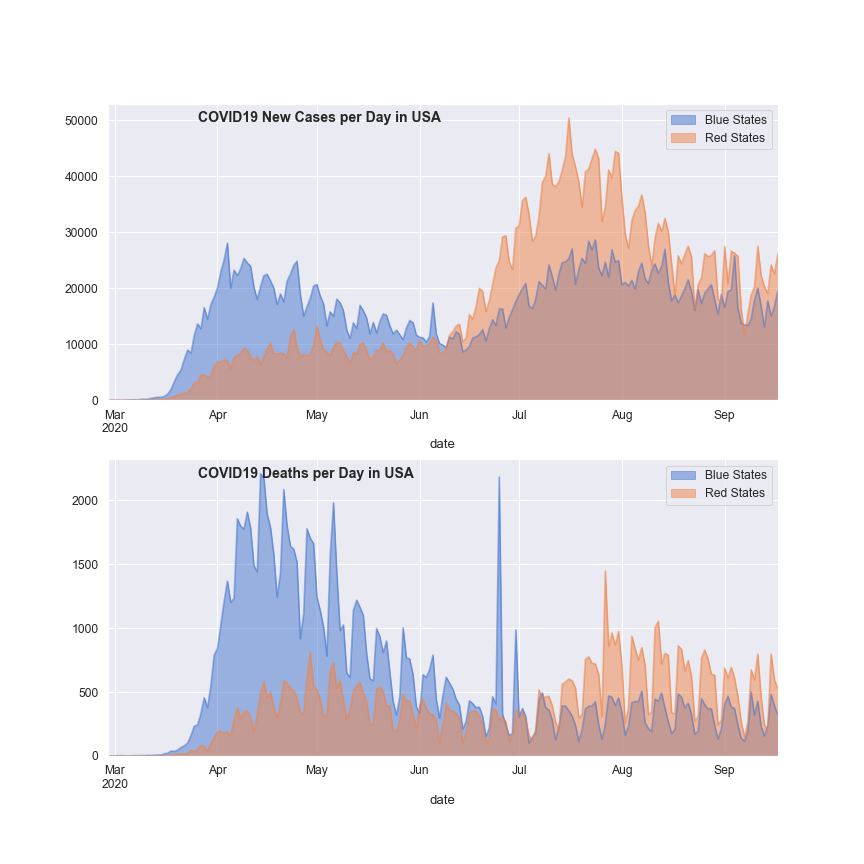 COVID19 New Cases per Day in USA
Blue States
Red States
50000
40000
30000
20000
10000
0
Mar Apr May Jun Jul Aug Sep
2020
date
COVID19 Deaths per Day in USA
Blue States
Red States
2000
1500
1000
500
0
Mar Apr May Jun Jul Aug Sep
2020
date